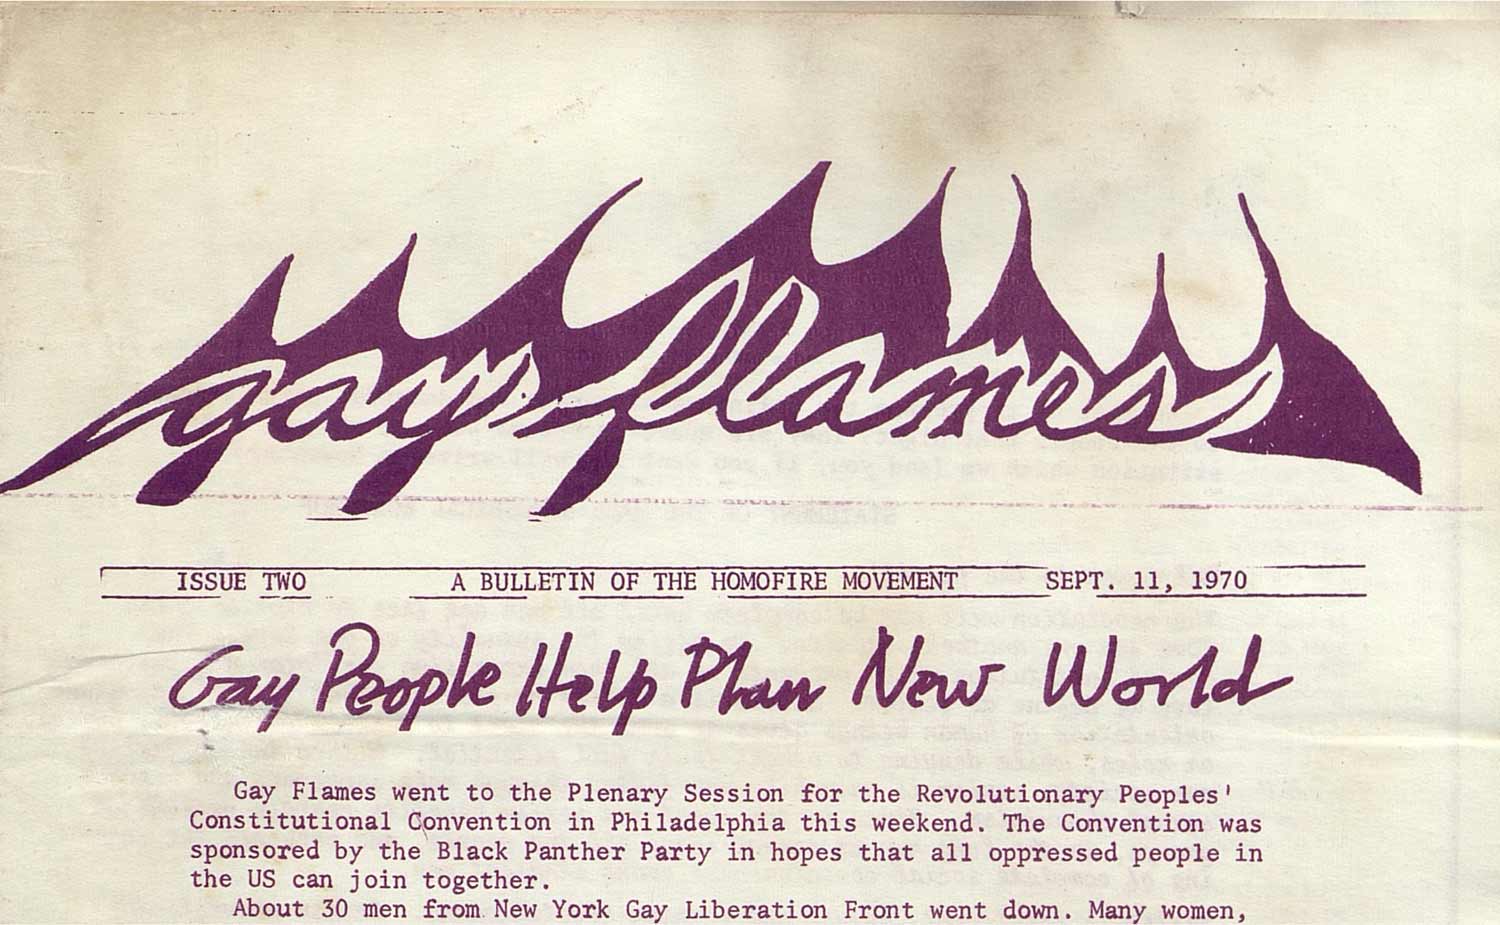 gay flames
ISSUE TWO A BULLETIN OF THE HOMOFIRE MOVEMENT SEPT. 11, 1970
Gay People Help Plan New World
Gay Flames went to the Plenary Session for the Revolutionary Peoples'
Constitutional Convention in Philadelphia this weekend. The Convention was
sponsored by the Black Panther Party in hopes that all oppressed people in
the US can join together.
About 30 men from New York Gay Liberation Front went down. Many women,